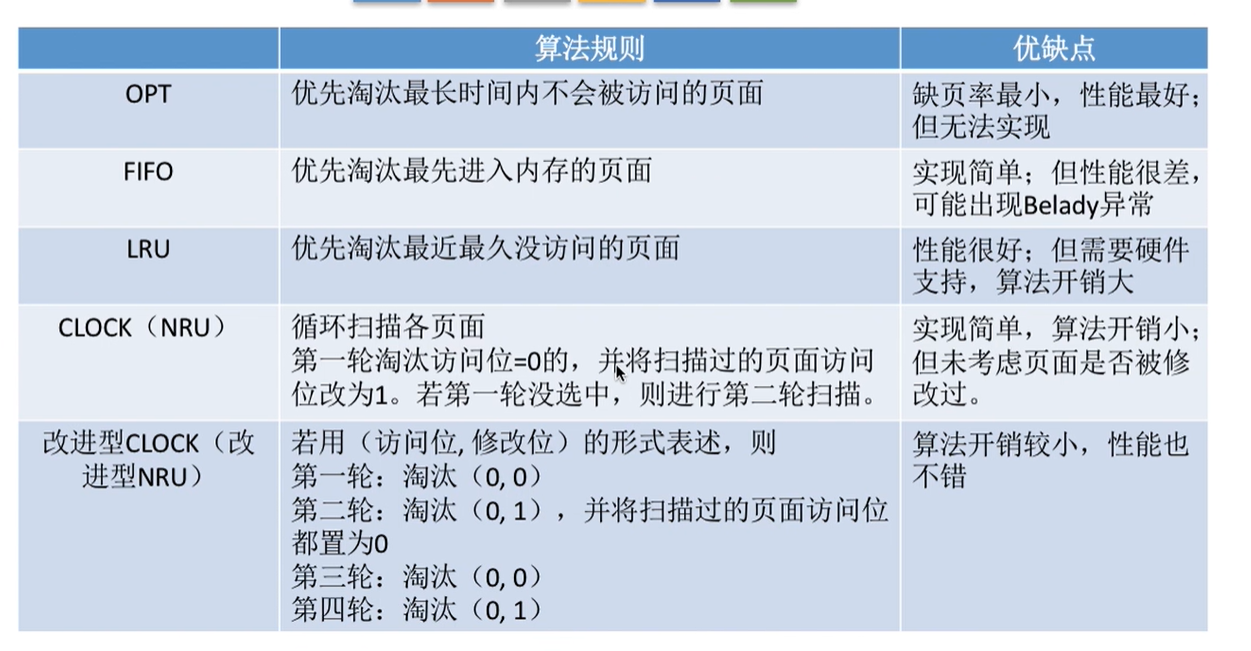 算法规则
优缺点
OPT
优先淘汰最长时间内不会被访问的页面
缺页率最小，性能最好；
但无法实现
FIFO
优先淘汰最先进入内存的页面
实现简单；但性能很差，
可能出现Belady异常
LRU
优先淘汰最近最久没访问的页面
性能很好；但需要硬件
支持，算法开销大
CLOCK（NRU）
循环扫描各页面
第一轮淘汰访问位=0的，并将扫描过的页面访问
位改为1。若第一轮没选中，则进行第二轮扫描。
实现简单，算法开销小；
但未考虑页面是否被修
改过。
改进型CLOCK（改
进型NRU）
若用（访问位, 修改位）的形式表述，则
第一轮：淘汰（0, 0）
第二轮：淘汰（0, 1），并将扫描过的页面访问位
都置为0
第三轮：淘汰（0, 0）
第四轮：淘汰（0, 1）
算法开销较小，性能也
不错